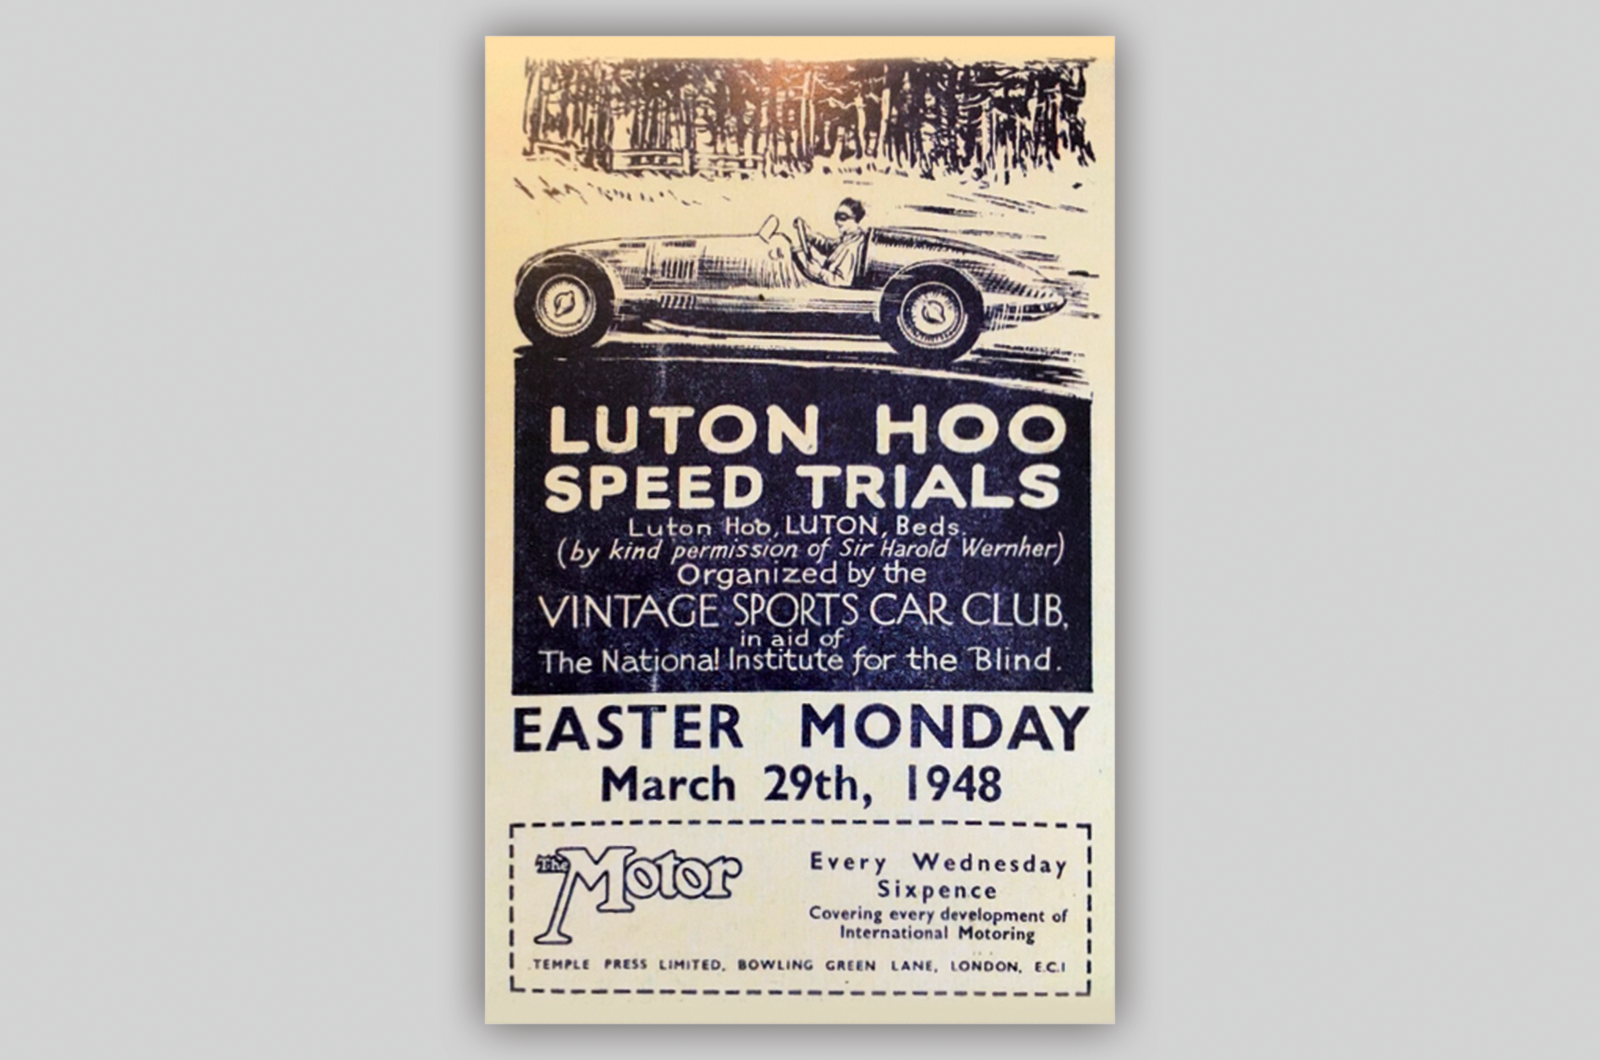 LUTON HOO
SPEED TRIALS
Luton Hoo, LUTON, Beds.
(by kind permission of Sir Harold Wernher)
Organized by the
VINTAGE SPORTS CAR CLUB,
in aid of
The National Institute for the Blind.
EASTER MONDAY
March 29th, 1948
The Motor
Every Wednesday
Sixpence
Covering every development of
International Motoring
TEMPLE PRESS LIMITED, BOWLING GREEN LANE, LONDON, E.C.1